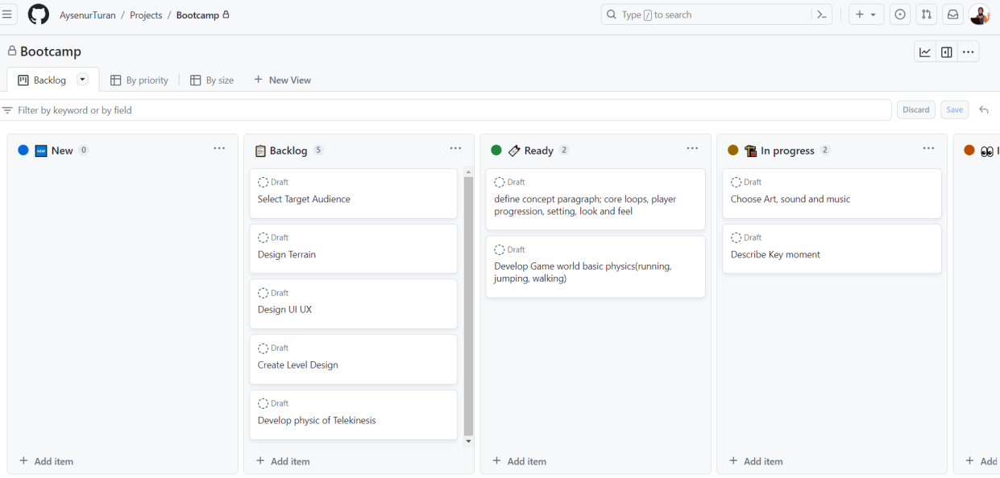 AysenurTuran / Projects / Bootcamp
Type / to search
Bootcamp
Backlog
By priority
By size
New View
Filter by keyword or by field
Discard
Save
NEW New 0
Draft
Add item
Backlog 5
Draft
Select Target Audience
Draft
Design Terrain
Draft
Design UI UX
Draft
Create Level Design
Draft
Develop physic of Telekinesis
Add item
Ready 2
Draft
define concept paragraph; core loops, player
progression, setting, look and feel
Draft
Develop Game world basic physics(running,
jumping, walking)
Add item
In progress 2
Draft
Choose Art, sound and music
Draft
Describe Key moment
Add item
I
Add